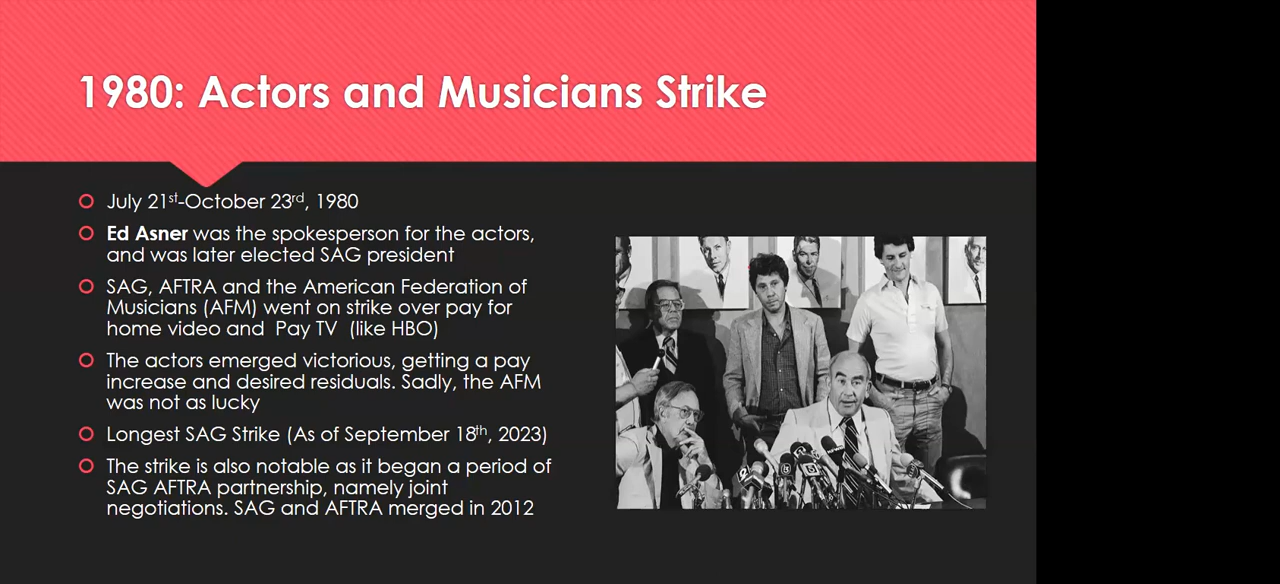 1980: Actors and Musicians Strike
July 21st-October 23rd, 1980
Ed Asner was the spokesperson for the actors,
and was later elected SAG president
SAG, AFTRA and the American Federation of
Musicians (AFM) went on strike over pay for
home video and  Pay TV  (like HBO)
The actors emerged victorious, getting a pay
increase and desired residuals. Sadly, the AFM
was not as lucky
Longest SAG Strike (As of September 18th, 2023)
The strike is also notable as it began a period of
SAG AFTRA partnership, namely joint
negotiations. SAG and AFTRA merged in 2012